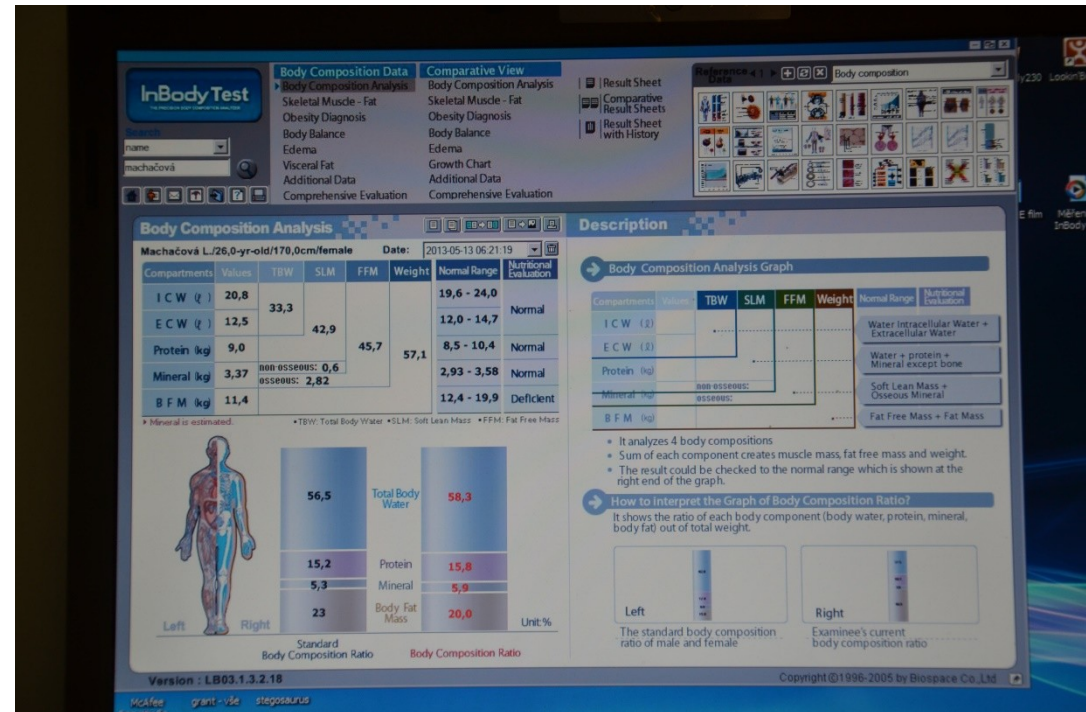 InBody Test
Search
name
machačová
Body Composition Data
Body Composition Analysis
Skeletal Muscle - Fat
Obesity Diagnosis
Body Balance
Edema
Visceral Fat
Additional Data
Comprehensive Evaluation
Comparative View
Body Composition Analysis
Skeletal Muscle - Fat
Obesity Diagnosis
Body Balance
Edema
Growth Chart
Additional Data
Comprehensive Evaluation
Result Sheet
Comparative
Result Sheets
Result Sheet
with History
Reference
Data
1
Body composition
Body Composition Analysis
Machačová L./26,0-yr-old/170,0cm/female Date: 2013-05-13 06:21:19
Compartments Values TBW SLM FFM Weight Normal Range Nutritional Evaluation
I C W (ℓ) 20,8 19,6 - 24,0
33,3 Normal
E C W (ℓ) 12,5 12,0 - 14,7
42,9
Protein (kg) 9,0 45,7 57,1 8,5 - 10,4 Normal
Mineral (kg) 3,37 non-osseous: 0,6 2,93 - 3,58 Normal
osseous: 2,82
B F M (kg) 11,4 12,4 - 19,9 Deficient
Mineral is estimated. •TBW: Total Body Water •SLM: Soft Lean Mass •FFM: Fat Free Mass
56,5 Total Body Water 58,3
15,2 Protein 15,8
5,3 Mineral 5,9
23 Body Fat Mass 20,0
Unit:%
Left Right
Standard
Body Composition Ratio
Body Composition Ratio
Description
Body Composition Analysis Graph
Compartments Values TBW SLM FFM Weight Normal Range Nutritional Evaluation
I C W (ℓ)
E C W (ℓ)
Protein (kg)
Mineral (kg)
non-osseous:
osseous:
B F M (kg)
Water Intracellular Water +
Extracellular Water
Water + protein +
Mineral except bone
Soft Lean Mass +
Osseous Mineral
Fat Free Mass + Fat Mass
It analyzes 4 body compositions
Sum of each component creates muscle mass, fat free mass and weight.
The result could be checked to the normal range which is shown at the
right end of the graph.
How to interpret the Graph of Body Composition Ratio?
It shows the ratio of each body component (body water, protein, mineral,
body fat) out of total weight.
Left
The standard body composition
ratio of male and female
Right
Examinee's current
body composition ratio
Version : LB03.1.3.2.18
Copyright©1996-2005 by Biospace Co.,Ltd
McAfee grant - vše stegosaurus